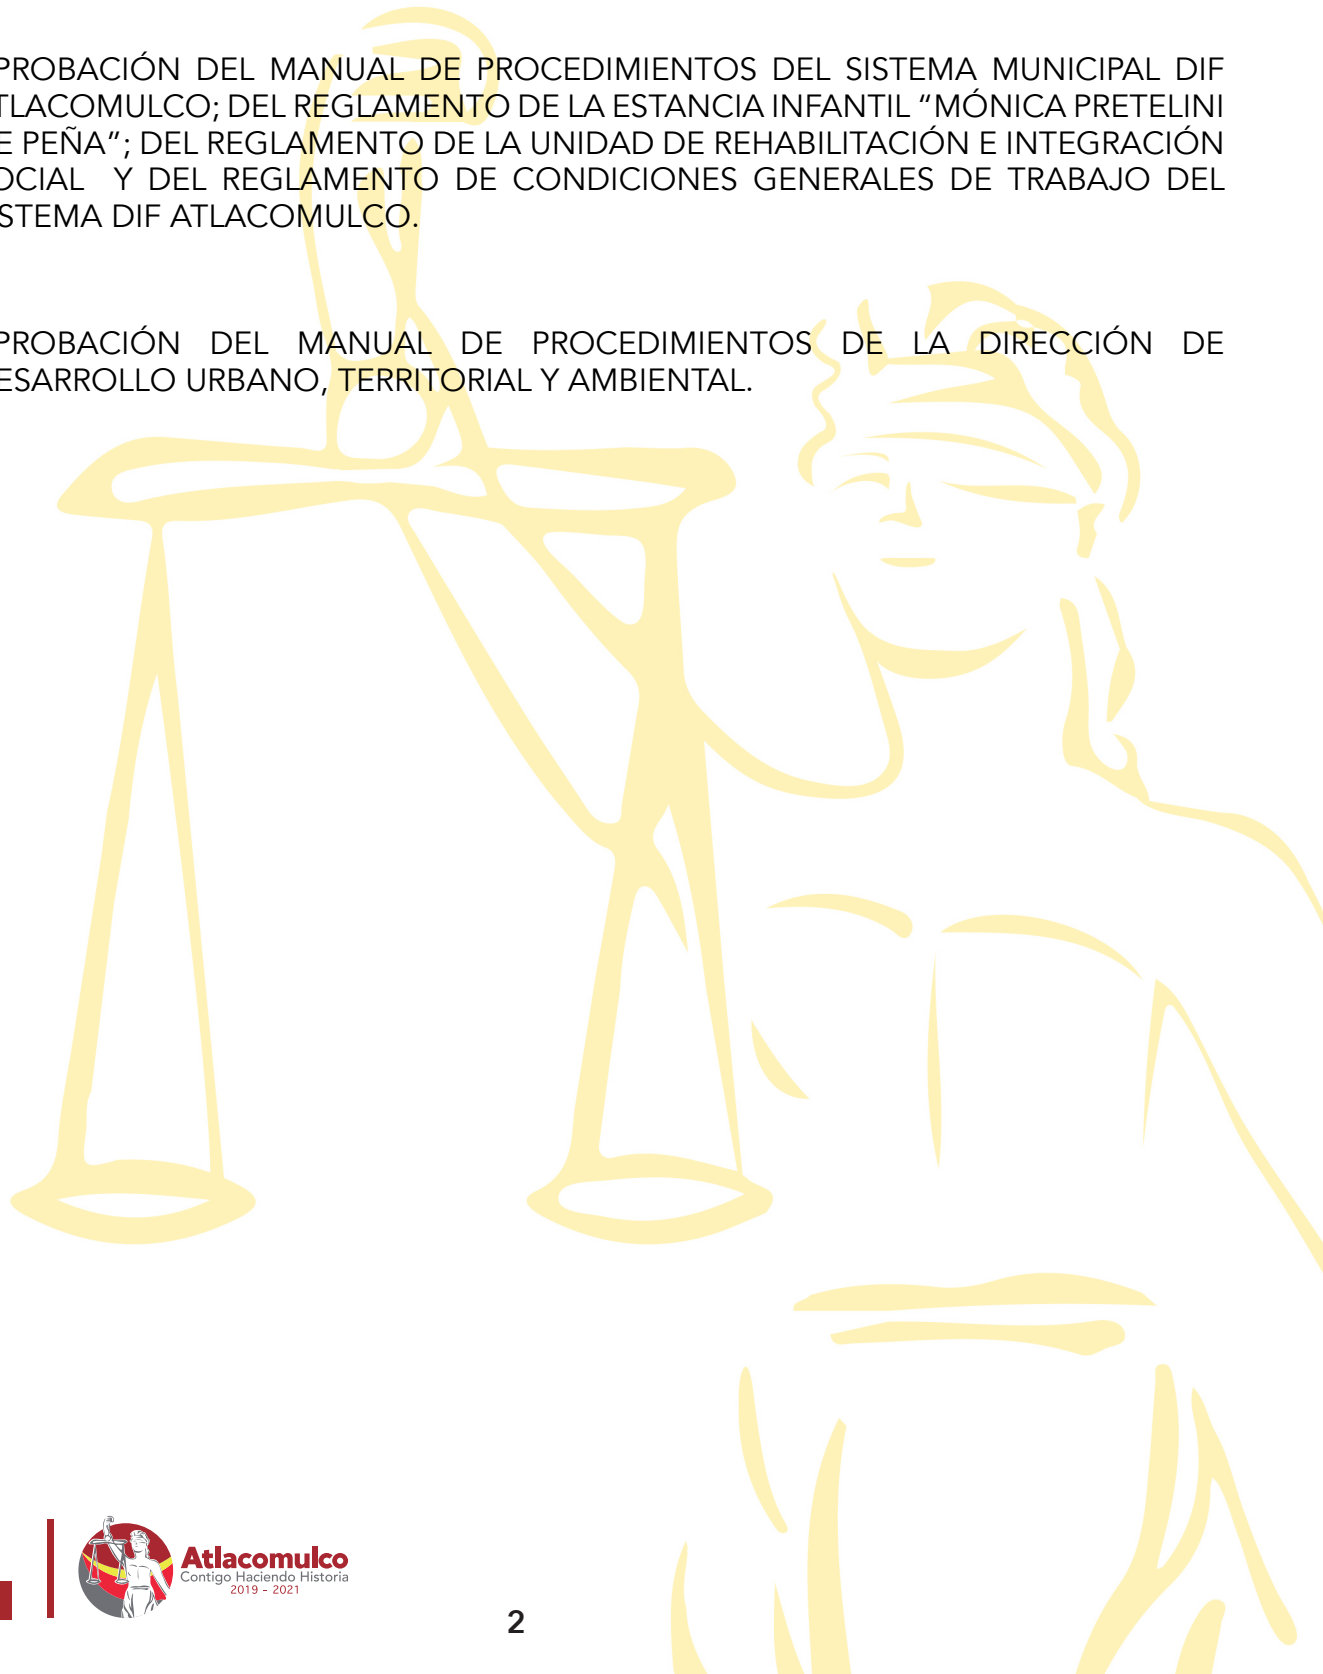 PROBACIÓN DEL MANUAL DE PROCEDIMIENTOS DEL SISTEMA MUNICIPAL DIF
TLACOMULCO; DEL REGLAMENTO DE LA ESTANCIA INFANTIL “MÓNICA PRETELINI
E PEÑA”; DEL REGLAMENTO DE LA UNIDAD DE REHABILITACIÓN E INTEGRACIÓN
OCIAL Y DEL REGLAMENTO DE CONDICIONES GENERALES DE TRABAJO DEL
STEMA DIF ATLACOMULCO.
PROBACIÓN DEL MANUAL DE PROCEDIMIENTOS DE LA DIRECCIÓN DE
ESARROLLO URBANO, TERRITORIAL Y AMBIENTAL.
Atlacomulco
Contigo Haciendo Historia
2019 - 2021
2